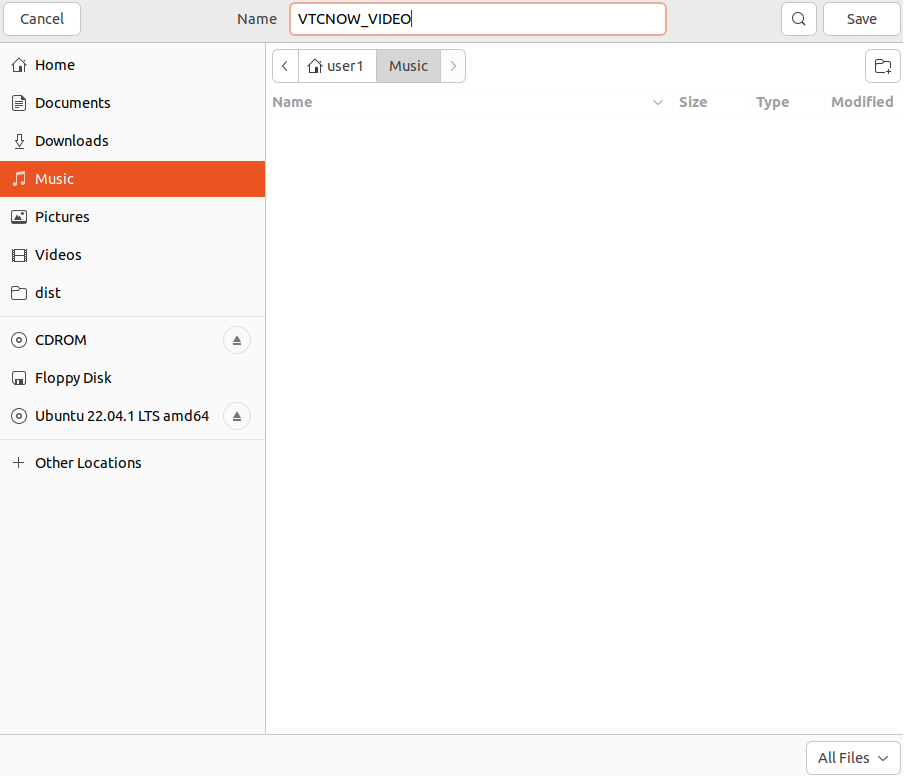 Cancel
Name
VTCNOW_VIDEO
Save
Home
Documents
Downloads
Music
Pictures
Videos
dist
CDROM
Floppy Disk
Ubuntu 22.04.1 LTS amd64
Other Locations
user1 Music
Name Size Type Modified
All Files